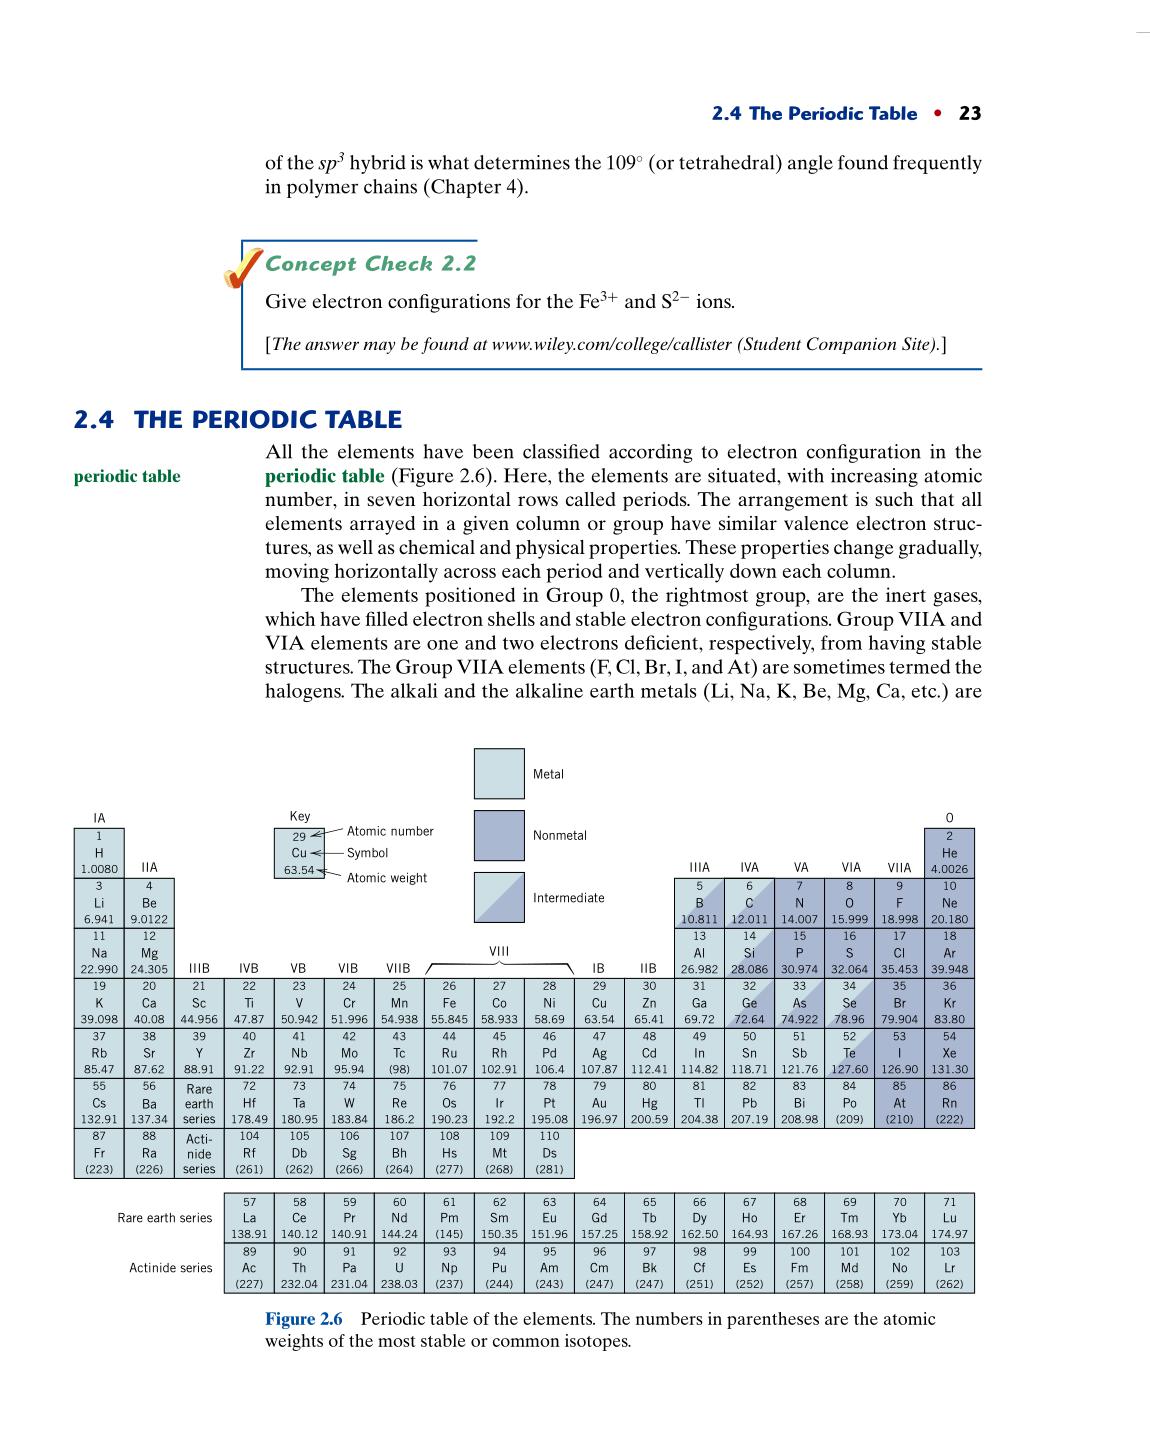 2.4 The Periodic Table • 23
of the sp³ hybrid is what determines the 109° (or tetrahedral) angle found frequently
in polymer chains (Chapter 4).
Concept Check 2.2
Give electron configurations for the Fe³⁺ and S²⁻ ions.
[The answer may be found at www.wiley.com/college/callister (Student Companion Site).]
2.4 THE PERIODIC TABLE
All the elements have been classified according to electron configuration in the
periodic table
periodic table (Figure 2.6). Here, the elements are situated, with increasing atomic
number, in seven horizontal rows called periods. The arrangement is such that all
elements arrayed in a given column or group have similar valence electron struc-
tures, as well as chemical and physical properties. These properties change gradually,
moving horizontally across each period and vertically down each column.
The elements positioned in Group 0, the rightmost group, are the inert gases,
which have filled electron shells and stable electron configurations. Group VIIA and
VIA elements are one and two electrons deficient, respectively, from having stable
structures. The Group VIIA elements (F, Cl, Br, I, and At) are sometimes termed the
halogens. The alkali and the alkaline earth metals (Li, Na, K, Be, Mg, Ca, etc.) are
Metal
Nonmetal
Intermediate
Key
29 Atomic number
Cu Symbol
63.54 Atomic weight
IA 0
1 2
H He
1.0080 IIA IIIA IVA VA VIA VIIA 4.0026
3 4 5 6 7 8 9 10
Li Be B C N O F Ne
6.941 9.0122 10.811 12.011 14.007 15.999 18.998 20.180
11 12 13 14 15 16 17 18
Na Mg VIII Al Si P S Cl Ar
22.990 24.305 IIIB IVB VB VIB VIIB IB IIB 26.982 28.086 30.974 32.064 35.453 39.948
19 20 21 22 23 24 25 26 27 28 29 30 31 32 33 34 35 36
K Ca Sc Ti V Cr Mn Fe Co Ni Cu Zn Ga Ge As Se Br Kr
39.098 40.08 44.956 47.87 50.942 51.996 54.938 55.845 58.933 58.69 63.54 65.41 69.72 72.64 74.922 78.96 79.904 83.80
37 38 39 40 41 42 43 44 45 46 47 48 49 50 51 52 53 54
Rb Sr Y Zr Nb Mo Tc Ru Rh Pd Ag Cd In Sn Sb Te I Xe
85.47 87.62 88.91 91.22 92.91 95.94 (98) 101.07 102.91 106.4 107.87 112.41 114.82 118.71 121.76 127.60 126.90 131.30
55 56 Rare 72 73 74 75 76 77 78 79 80 81 82 83 84 85 86
Cs Ba earth Hf Ta W Re Os Ir Pt Au Hg Tl Pb Bi Po At Rn
132.91 137.34 series 178.49 180.95 183.84 186.2 190.23 192.2 195.08 196.97 200.59 204.38 207.19 208.98 (209) (210) (222)
87 88 Acti- 104 105 106 107 108 109 110
Fr Ra nide Rf Db Sg Bh Hs Mt Ds
(223) (226) series (261) (262) (266) (264) (277) (268) (281)
57 58 59 60 61 62 63 64 65 66 67 68 69 70 71
Rare earth series La Ce Pr Nd Pm Sm Eu Gd Tb Dy Ho Er Tm Yb Lu
138.91 140.12 140.91 144.24 (145) 150.35 151.96 157.25 158.92 162.50 164.93 167.26 168.93 173.04 174.97
89 90 91 92 93 94 95 96 97 98 99 100 101 102 103
Actinide series Ac Th Pa U Np Pu Am Cm Bk Cf Es Fm Md No Lr
(227) 232.04 231.04 238.03 (237) (244) (243) (247) (247) (251) (252) (257) (258) (259) (262)
Figure 2.6 Periodic table of the elements. The numbers in parentheses are the atomic
weights of the most stable or common isotopes.